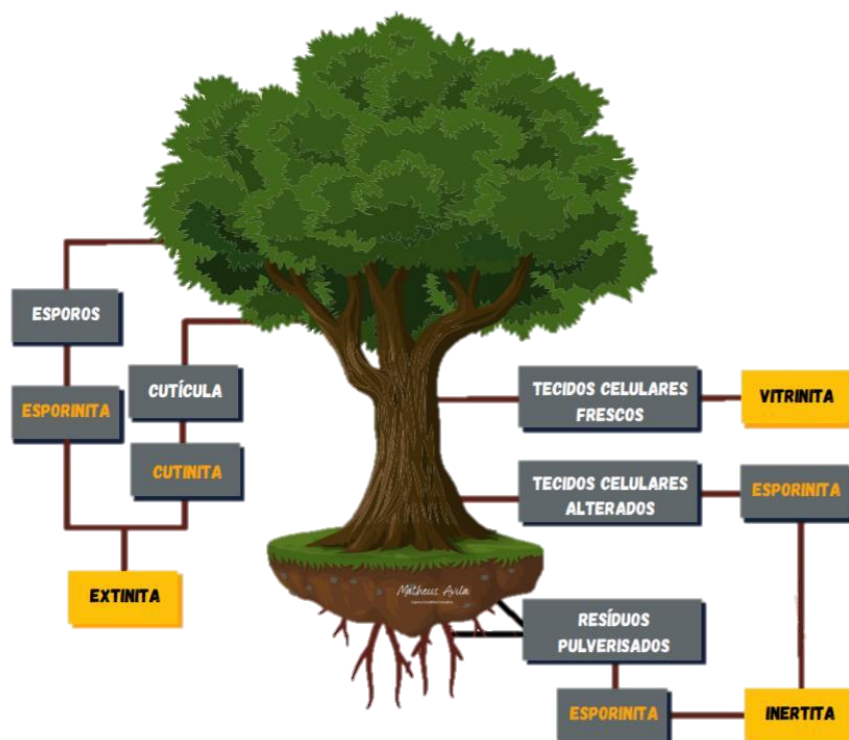 ESPOROS
ESPORINITA
CUTÍCULA
CUTINITA
EXTINITA
TECIDOS CELULARES
FRESCOS
VITRINITA
TECIDOS CELULARES
ALTERADOS
ESPORINITA
Matheus Avila
RESÍDUOS
PULVERISADOS
ESPORINITA
INERTITA